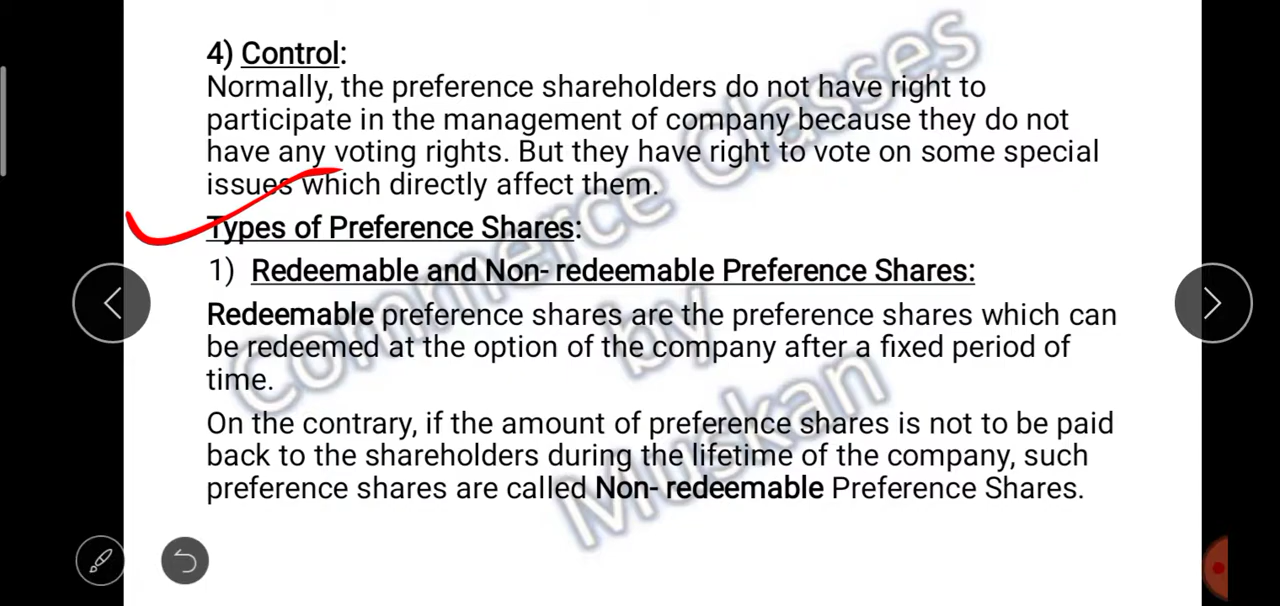 4) Control:
Normally, the preference shareholders do not have right to
participate in the management of company because they do not
have any voting rights. But they have right to vote on some special
issues which directly affect them.
Types of Preference Shares:
1) Redeemable and Non- redeemable Preference Shares:
Redeemable preference shares are the preference shares which can
be redeemed at the option of the company after a fixed period of
time.
On the contrary, if the amount of preference shares is not to be paid
back to the shareholders during the lifetime of the company, such
preference shares are called Non- redeemable Preference Shares.
Commerce Classes
by
Muskan